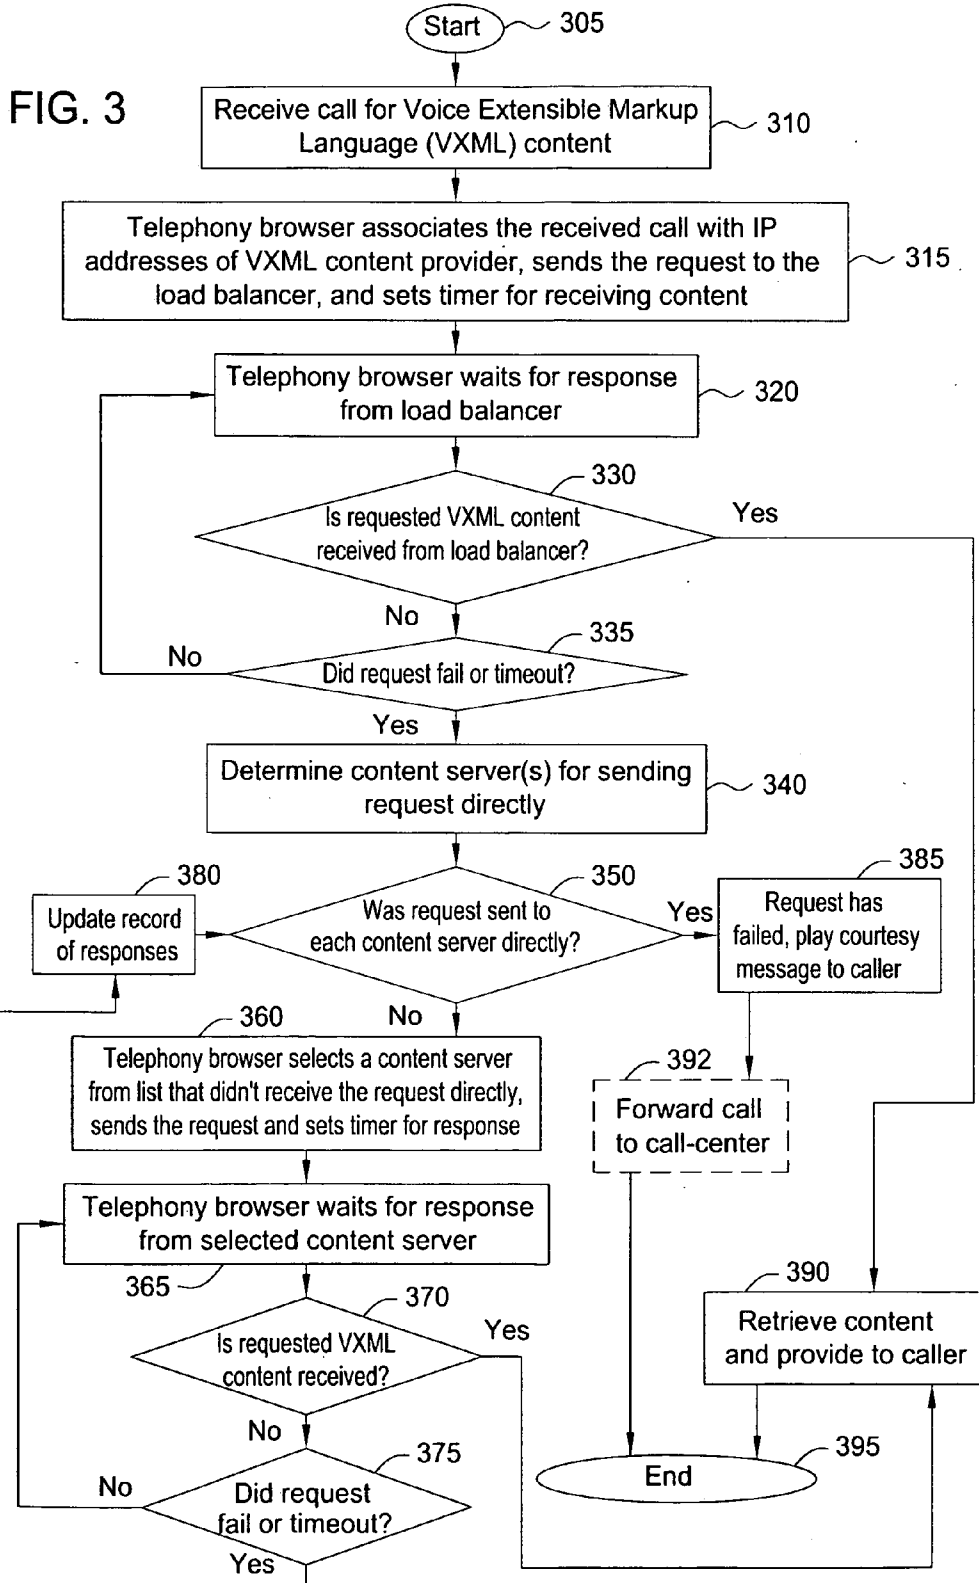 Start
305
FIG. 3
Receive call for Voice Extensible Markup
Language (VXML) content
310
Telephony browser associates the received call with IP
addresses of VXML content provider, sends the request to the
load balancer, and sets timer for receiving content
315
Telephony browser waits for response
from load balancer
320
330
Is requested VXML content
received from load balancer?
Yes
No
335
Did request fail or timeout?
No
Yes
Determine content server(s) for sending
request directly
340
380
Update record
of responses
350
Was request sent to
each content server directly?
Yes
385
Request has
failed, play courtesy
message to caller
No
360
Telephony browser selects a content server
from list that didn't receive the request directly,
sends the request and sets timer for response
392
Forward call
to call-center
Telephony browser waits for response
from selected content server
365
370
Is requested VXML
content received?
Yes
390
Retrieve content
and provide to caller
No
375
Did request
fail or timeout?
No
Yes
395
End